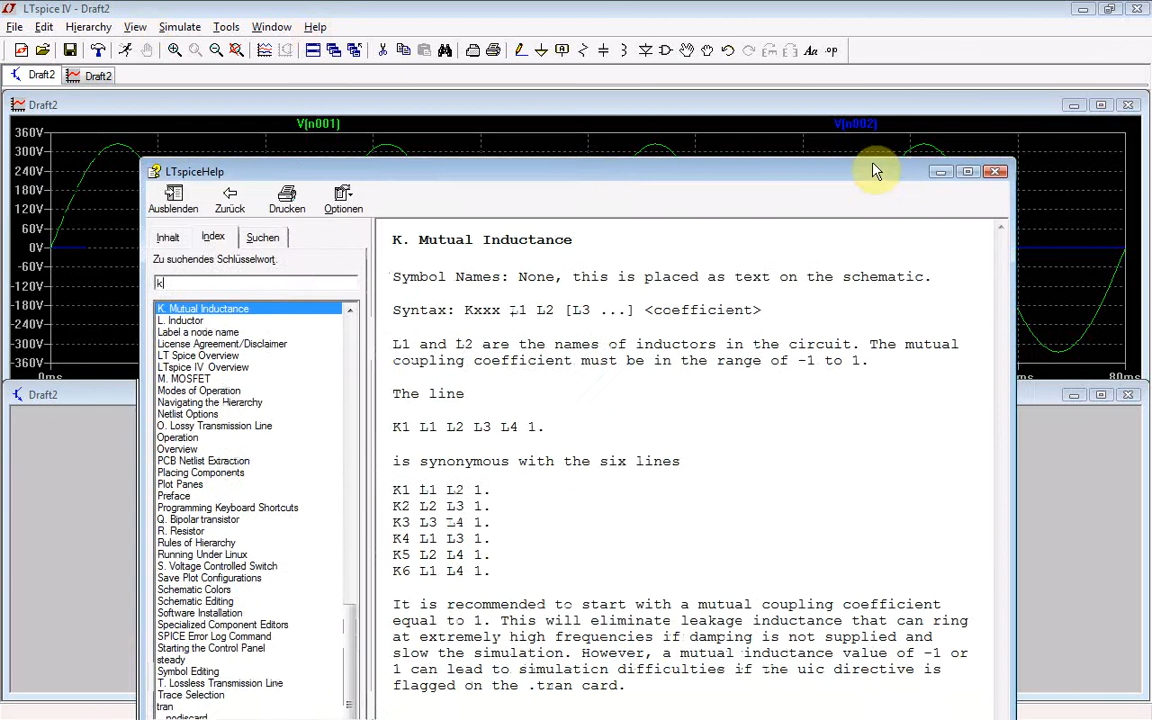 LTspice IV - Draft2
File Edit Hierarchy View Simulate Tools Window Help
Aa .op
Draft2 Draft2
Draft2
V(n001) V(n002)
360V
240V
180V
120V
60V
0V
0ms 80ms
LTspiceHelp
Ausblenden Zurück Drucken Optionen
Inhalt Index Suchen
Zu suchendes Schlüsselwort.
k
K. Mutual Inductance
L. Inductor
Label a node name
License Agreement/Disclaimer
LT Spice Overview
LTspice IV Overview
M. MOSFET
Modes of Operation
Navigating the Hierarchy
Netlist Options
O. Lossy Transmission Line
Operation
Overview
PCB Netlist Extraction
Placing Components
Plot Panes
Preface
Programming Keyboard Shortcuts
Q. Bipolar transistor
R. Resistor
Rules of Hierarchy
Running Under Linux
S. Voltage Controlled Switch
Save Plot Configurations
Schematic Colors
Schematic Editing
Software Installation
Specialized Component Editors
SPICE Error Log Command
Starting the Control Panel
steady
Symbol Editing
T. Lossless Transmission Line
Trace Selection
tran
nodiscard
K. Mutual Inductance
Symbol Names: None, this is placed as text on the schematic.
Syntax: Kxxx L1 L2 [L3 ...] <coefficient>
L1 and L2 are the names of inductors in the circuit. The mutual
coupling coefficient must be in the range of -1 to 1.
The line
K1 L1 L2 L3 L4 1.
is synonymous with the six lines
K1 L1 L2 1.
K2 L2 L3 1.
K3 L3 L4 1.
K4 L1 L3 1.
K5 L2 L4 1.
K6 L1 L4 1.
It is recommended to start with a mutual coupling coefficient
equal to 1. This will eliminate leakage inductance that can ring
at extremely high frequencies if damping is not supplied and
slow the simulation. However, a mutual inductance value of -1 or
1 can lead to simulation difficulties if the uic directive is
flagged on the .tran card.
Draft2